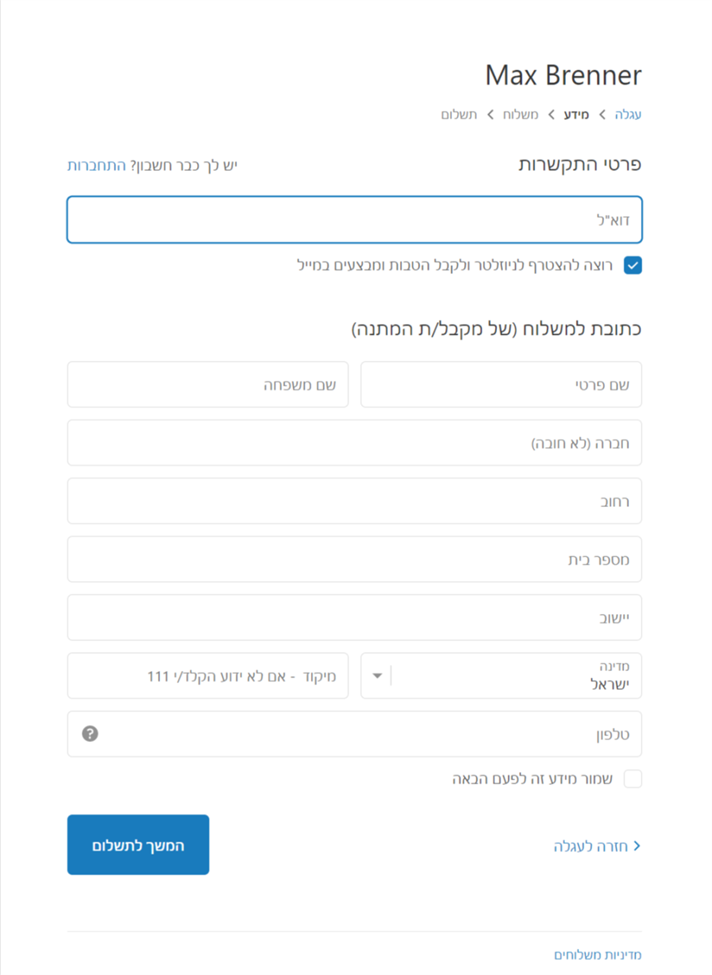 Max Brenner
עגלה > מידע > משלוח > תשלום
פרטי התקשרות
יש לך כבר חשבון? התחברות
דוא"ל
רוצה להצטרף לניוזלטר ולקבל הטבות ומבצעים במייל
כתובת למשלוח (של מקבל/ת המתנה)
שם פרטי
שם משפחה
חברה (לא חובה)
רחוב
מספר בית
יישוב
מדינה
ישראל
מיקוד - אם לא ידוע הקלד/י 111
טלפון
?
שמור מידע זה לפעם הבאה
< חזרה לעגלה
המשך לתשלום
מדיניות משלוחים